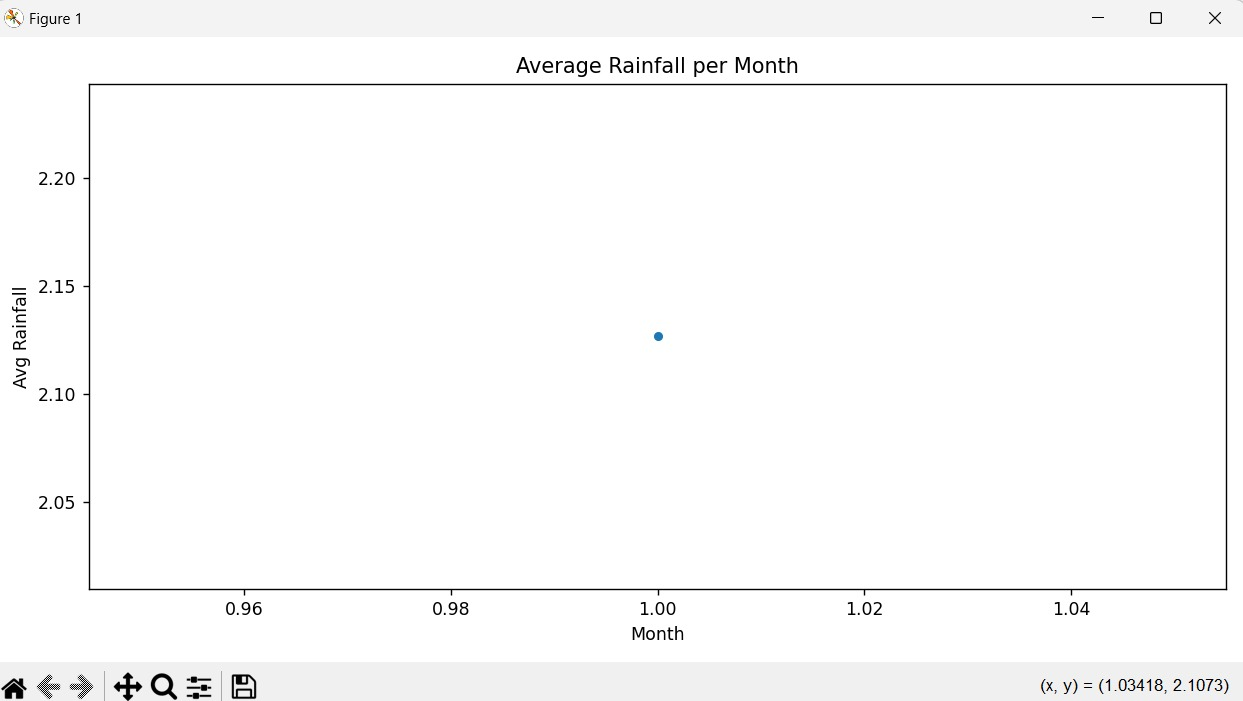 Figure 1
Average Rainfall per Month
2.20
2.15
2.10
2.05
Avg Rainfall
0.96 0.98 1.00 1.02 1.04
Month
(x, y) = (1.03418, 2.1073)